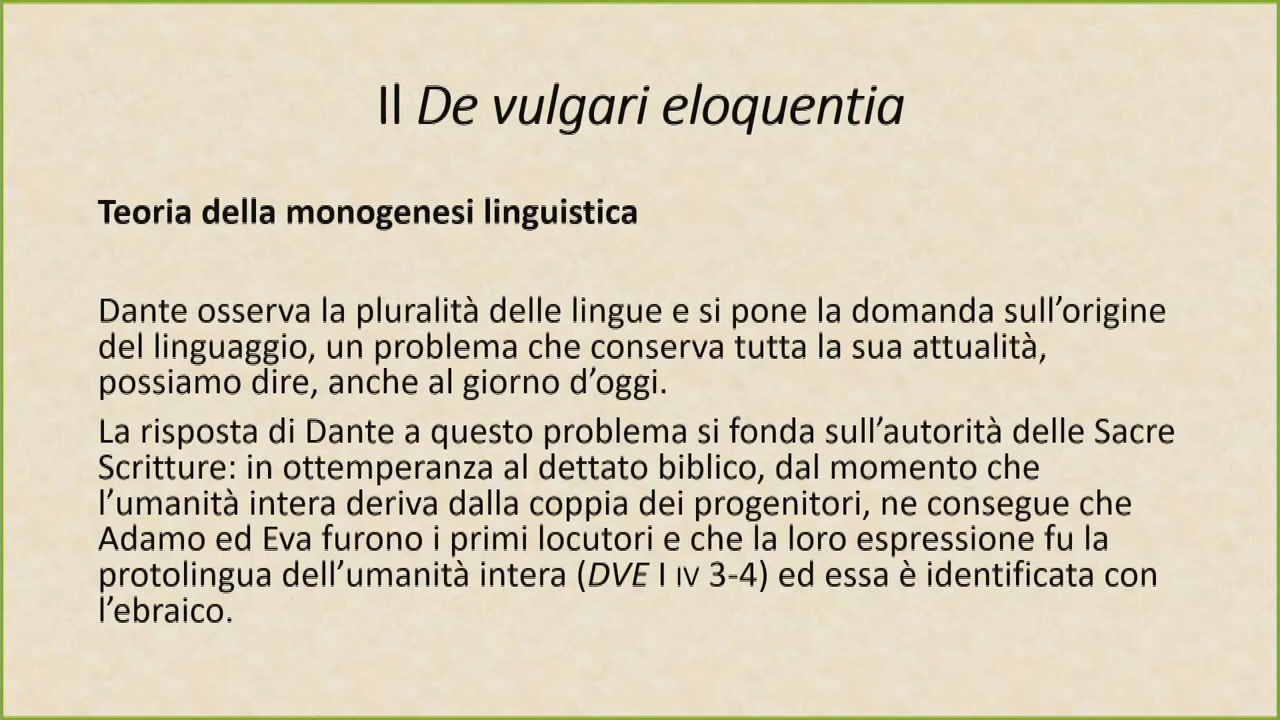 Il De vulgari eloquentia
Teoria della monogenesi linguistica
Dante osserva la pluralità delle lingue e si pone la domanda sull’origine
del linguaggio, un problema che conserva tutta la sua attualità,
possiamo dire, anche al giorno d’oggi.
La risposta di Dante a questo problema si fonda sull’autorità delle Sacre
Scritture: in ottemperanza al dettato biblico, dal momento che
l’umanità intera deriva dalla coppia dei progenitori, ne consegue che
Adamo ed Eva furono i primi locutori e che la loro espressione fu la
protolingua dell’umanità intera (DVE I IV 3-4) ed essa è identificata con
l’ebraico.